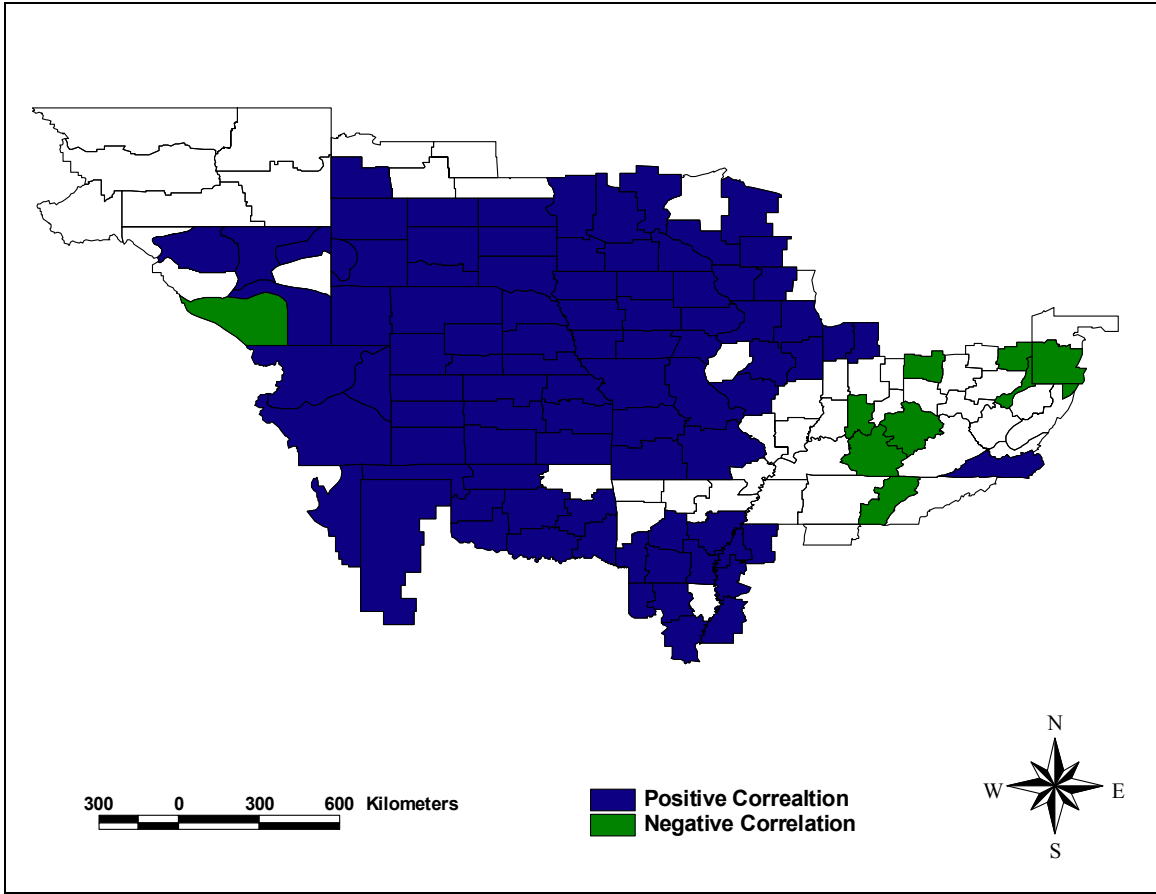 300 0 300 600 Kilometers
Positive Correaltion
Negative Correlation
N
W E
S